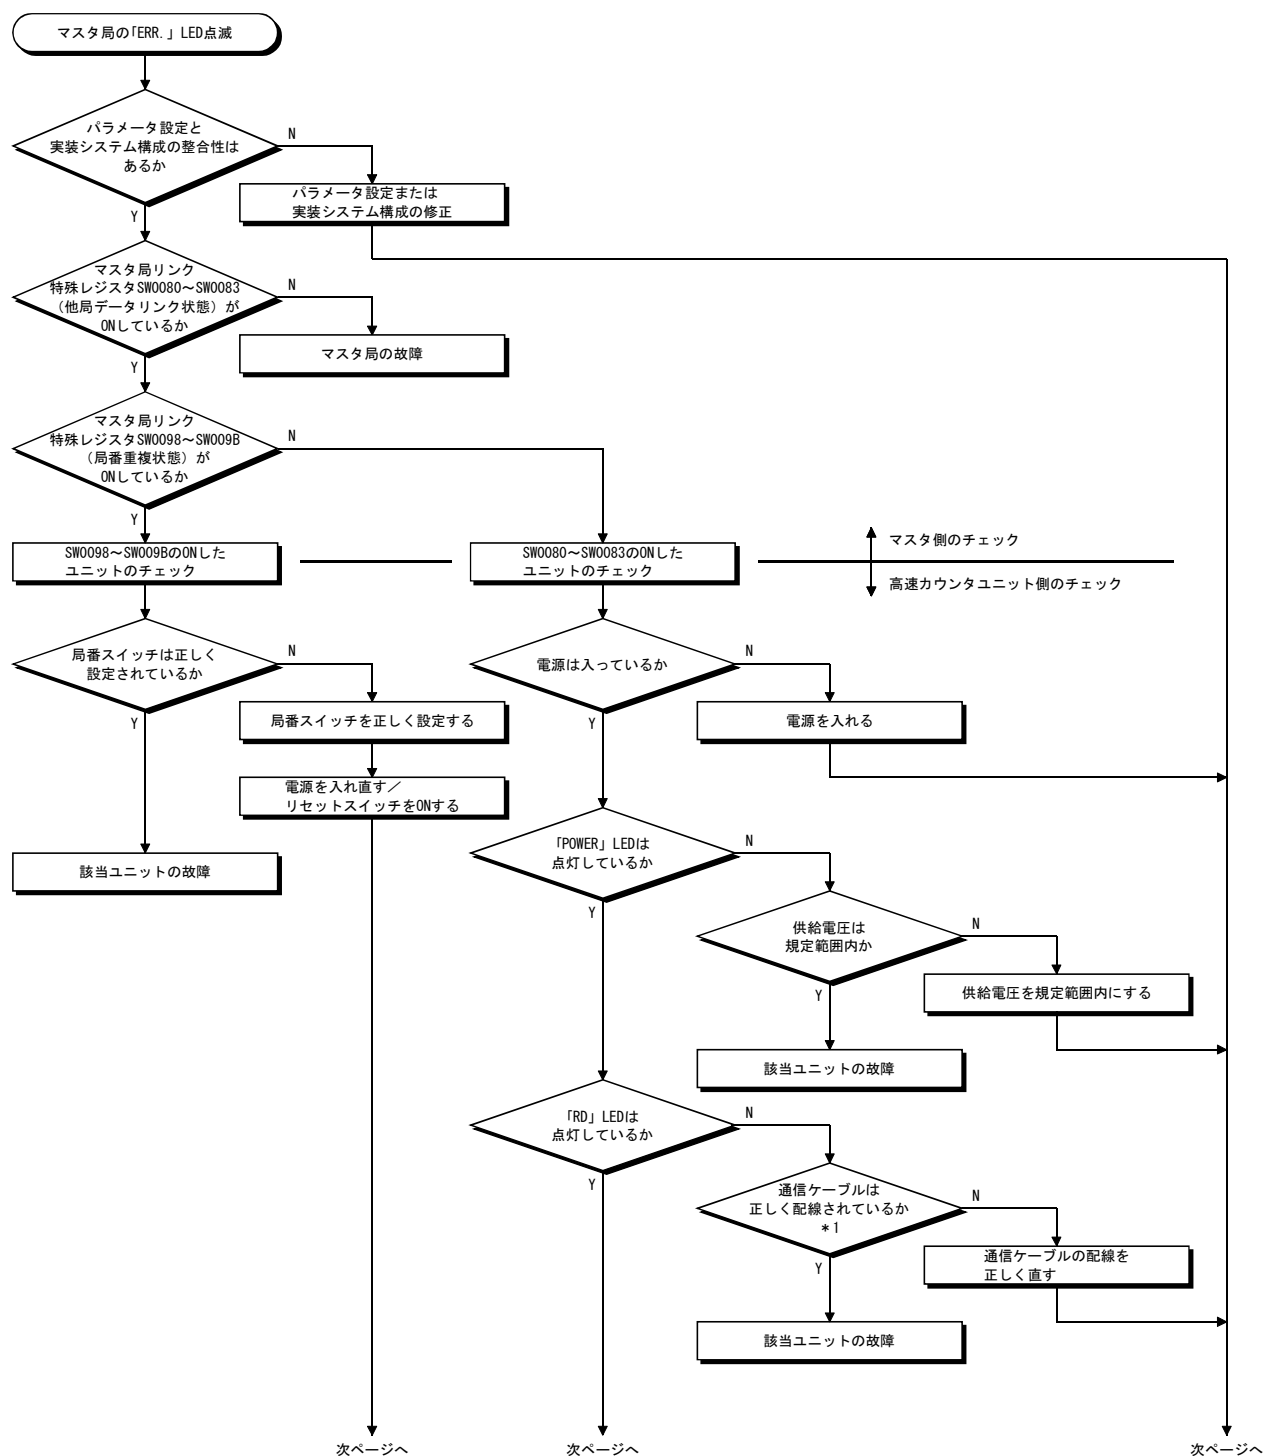 マスタ局の「ERR.」LED点滅
パラメータ設定と
実装システム構成の整合性は
あるか
N
Y
パラメータ設定または
実装システム構成の修正
マスタ局リンク
特殊レジスタSW0080～SW0083
（他局データリンク状態）が
ONしているか
N
Y
マスタ局の故障
マスタ局リンク
特殊レジスタSW0098～SW009B
（局番重複状態）が
ONしているか
N
Y
SW0098～SW009BのONした
ユニットのチェック
SW0080～SW0083のONした
ユニットのチェック
マスタ側のチェック
高速カウンタユニット側のチェック
局番スイッチは正しく
設定されているか
N
Y
電源は入っているか
N
Y
局番スイッチを正しく設定する
電源を入れる
電源を入れ直す／
リセットスイッチをONする
「POWER」LEDは
点灯しているか
N
Y
該当ユニットの故障
供給電圧は
規定範囲内か
N
Y
供給電圧を規定範囲内にする
該当ユニットの故障
「RD」LEDは
点灯しているか
N
Y
通信ケーブルは
正しく配線されているか
＊1
N
Y
通信ケーブルの配線を
正しく直す
該当ユニットの故障
次ページへ
次ページへ
次ページへ